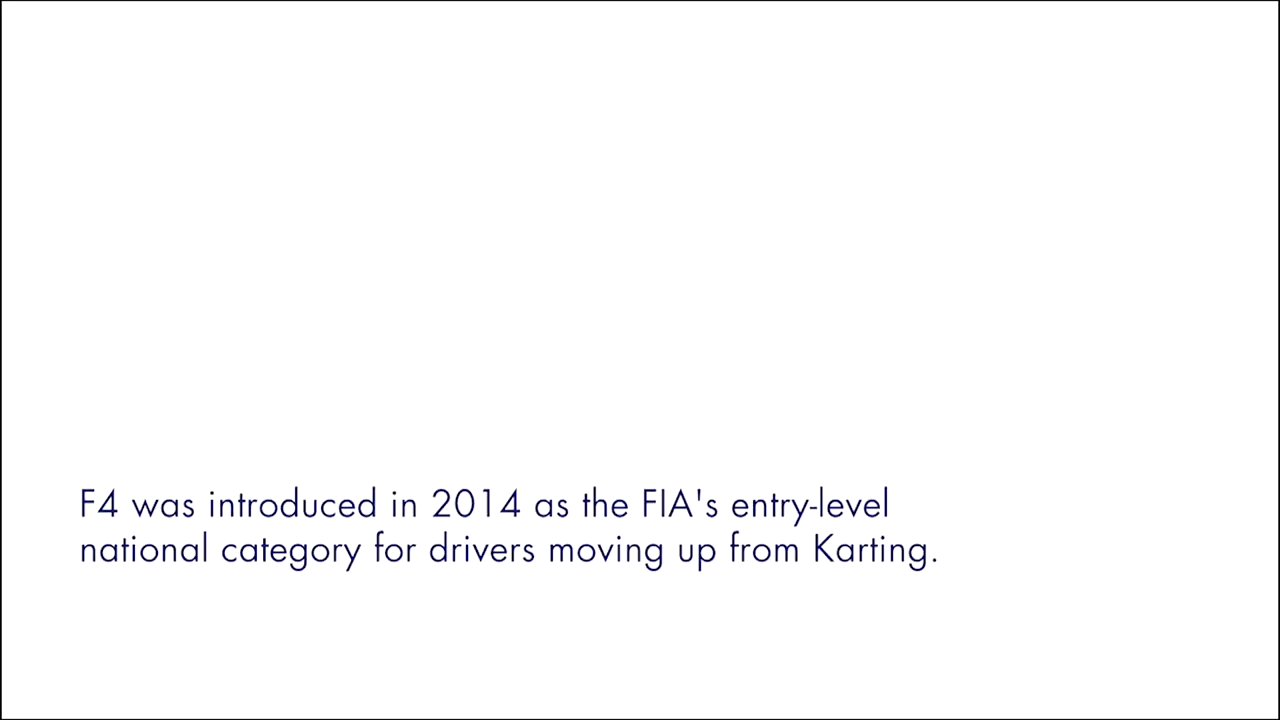 F4 was introduced in 2014 as the FIA's entry-level
national category for drivers moving up from Karting.